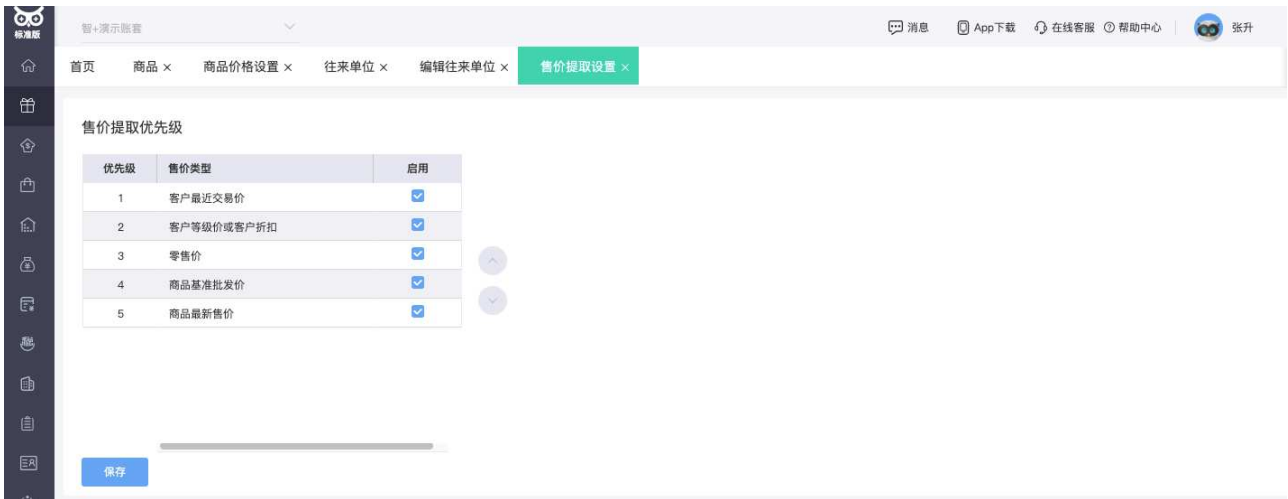 标准版
智+演示账套
消息 App下载 在线客服 帮助中心 张升
首页 商品 × 商品价格设置 × 往来单位 × 编辑往来单位 × 售价提取设置 ×
售价提取优先级
优先级 售价类型 启用
1 客户最近交易价
2 客户等级价或客户折扣
3 零售价
4 商品基准批发价
5 商品最新售价
保存